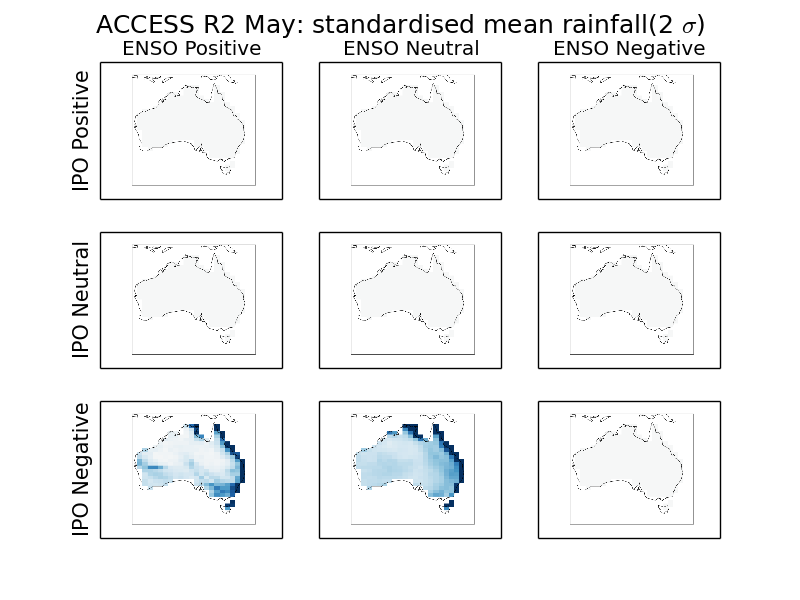 ACCESS R2 May: standardised mean rainfall(2 σ)
ENSO Positive
ENSO Neutral
ENSO Negative
IPO Positive
IPO Neutral
IPO Negative